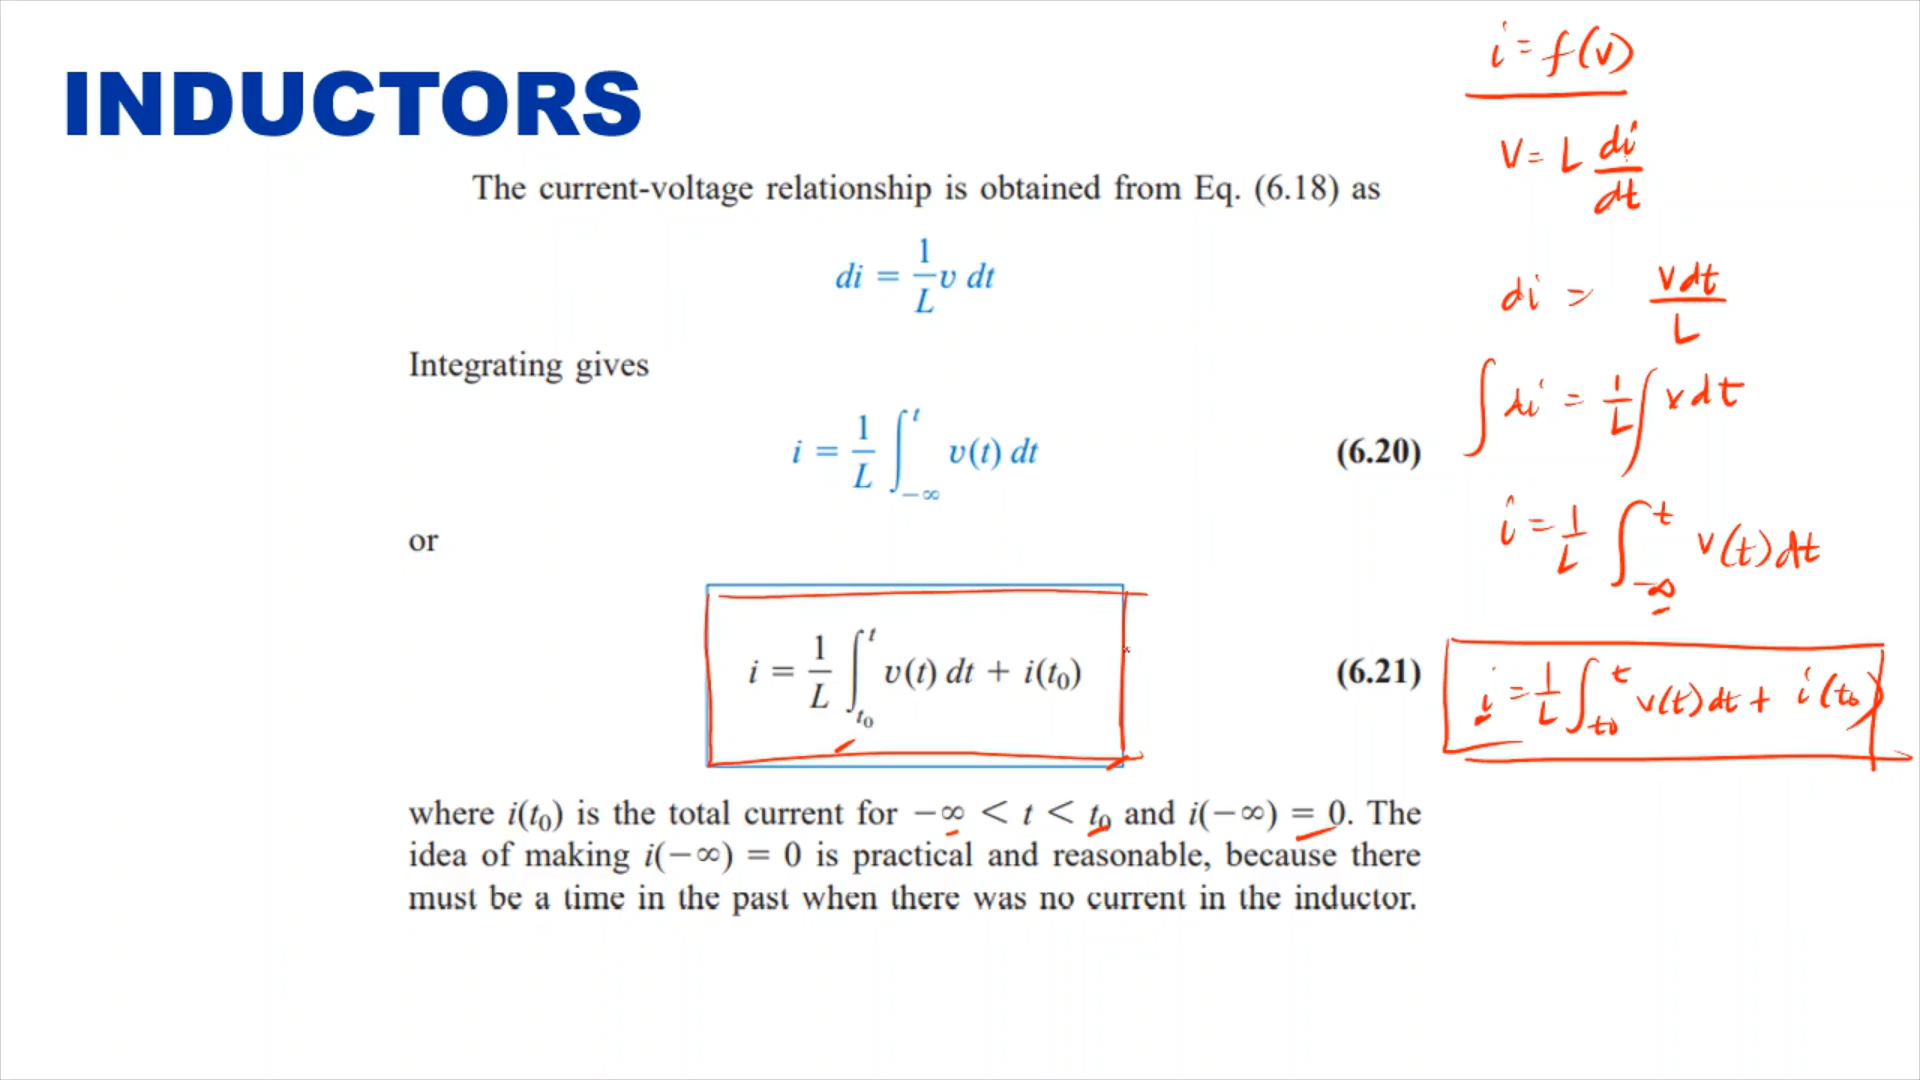 INDUCTORS
The current-voltage relationship is obtained from Eq. (6.18) as
di = 1/L v dt
Integrating gives
i = 1/L ∫_{-∞}^{t} v(t) dt (6.20)
or
i = 1/L ∫_{t₀}^{t} v(t) dt + i(t₀) (6.21)
where i(t₀) is the total current for −∞ < t < t₀ and i(−∞) = 0. The
idea of making i(−∞) = 0 is practical and reasonable, because there
must be a time in the past when there was no current in the inductor.
i = f(v)
V = L di/dt
di = vdt/L
∫ di = 1/L ∫ v dt
i = 1/L ∫_{-∞}^{t} v(t) dt
i = 1/L ∫_{t₀}^{t} v(t) dt + i(t₀)